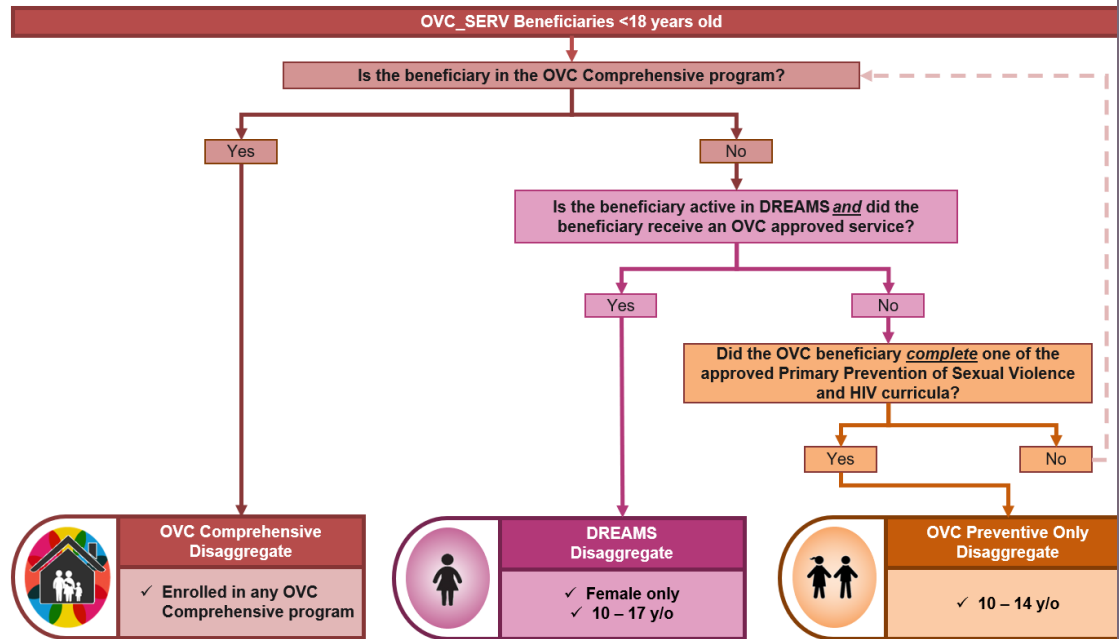 OVC_SERV Beneficiaries <18 years old
Is the beneficiary in the OVC Comprehensive program?
Yes
No
Is the beneficiary active in DREAMS and did the
beneficiary receive an OVC approved service?
Yes
No
Did the OVC beneficiary complete one of the
approved Primary Prevention of Sexual Violence
and HIV curricula?
Yes
No
OVC Comprehensive
Disaggregate
✓ Enrolled in any OVC
Comprehensive program
DREAMS
Disaggregate
✓ Female only
✓ 10 – 17 y/o
OVC Preventive Only
Disaggregate
✓ 10 – 14 y/o